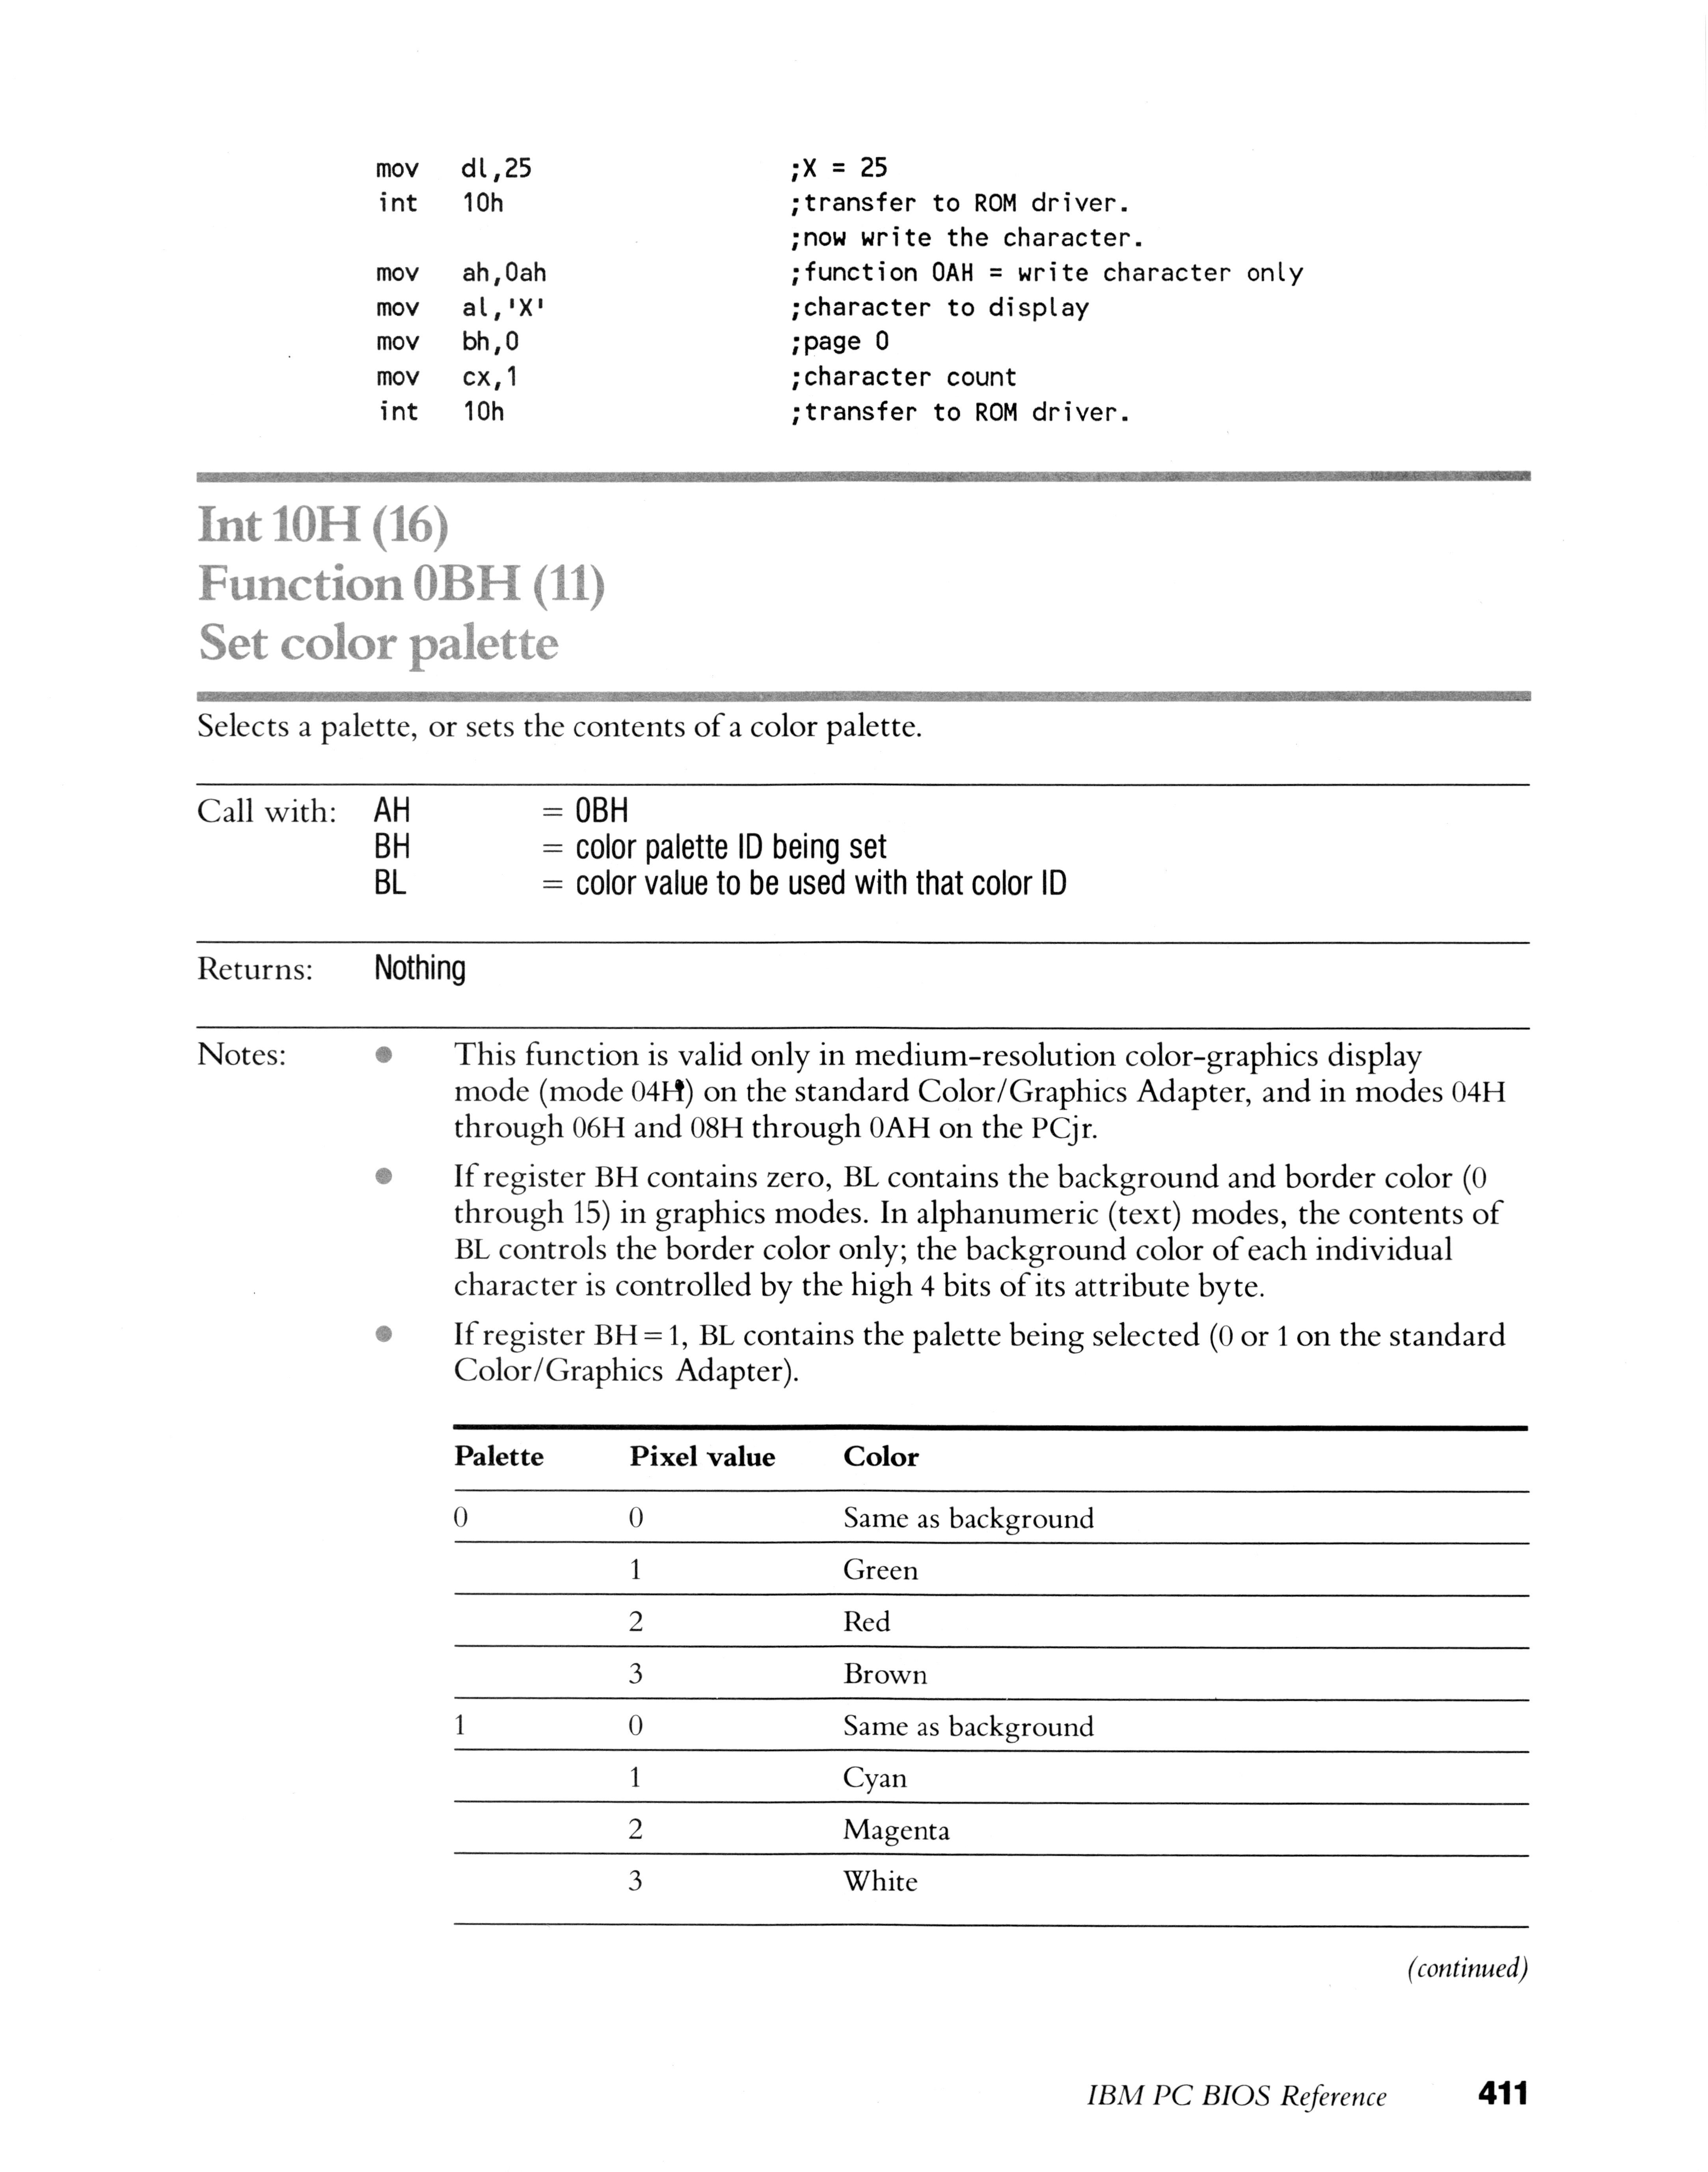 mov dl,25 ;X = 25
int 10h ;transfer to ROM driver.
;now write the character.
mov ah,0ah ;function 0AH = write character only
mov al,'X' ;character to display
mov bh,0 ;page 0
mov cx,1 ;character count
int 10h ;transfer to ROM driver.
Int 10H (16)
Function 0BH (11)
Set color palette
Selects a palette, or sets the contents of a color palette.
Call with: AH = 0BH
BH = color palette ID being set
BL = color value to be used with that color ID
Returns: Nothing
Notes: ● This function is valid only in medium-resolution color-graphics display
mode (mode 04H) on the standard Color/Graphics Adapter, and in modes 04H
through 06H and 08H through 0AH on the PCjr.
● If register BH contains zero, BL contains the background and border color (0
through 15) in graphics modes. In alphanumeric (text) modes, the contents of
BL controls the border color only; the background color of each individual
character is controlled by the high 4 bits of its attribute byte.
● If register BH = 1, BL contains the palette being selected (0 or 1 on the standard
Color/Graphics Adapter).
Palette Pixel value Color
0 0 Same as background
1 Green
2 Red
3 Brown
1 0 Same as background
1 Cyan
2 Magenta
3 White
(continued)
IBM PC BIOS Reference 411